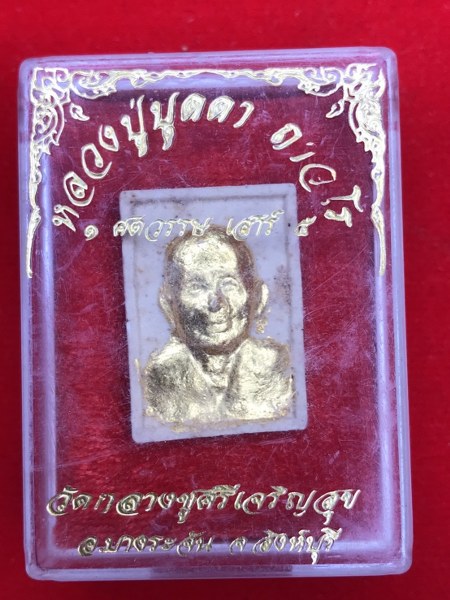 หลวงปู่บุดดา ถาวโร
๑ ศตวรรษ เสาร์ ๕
วัดกลางชูศรีเจริญสุข
อ.บางระจัน จ.สิงห์บุรี